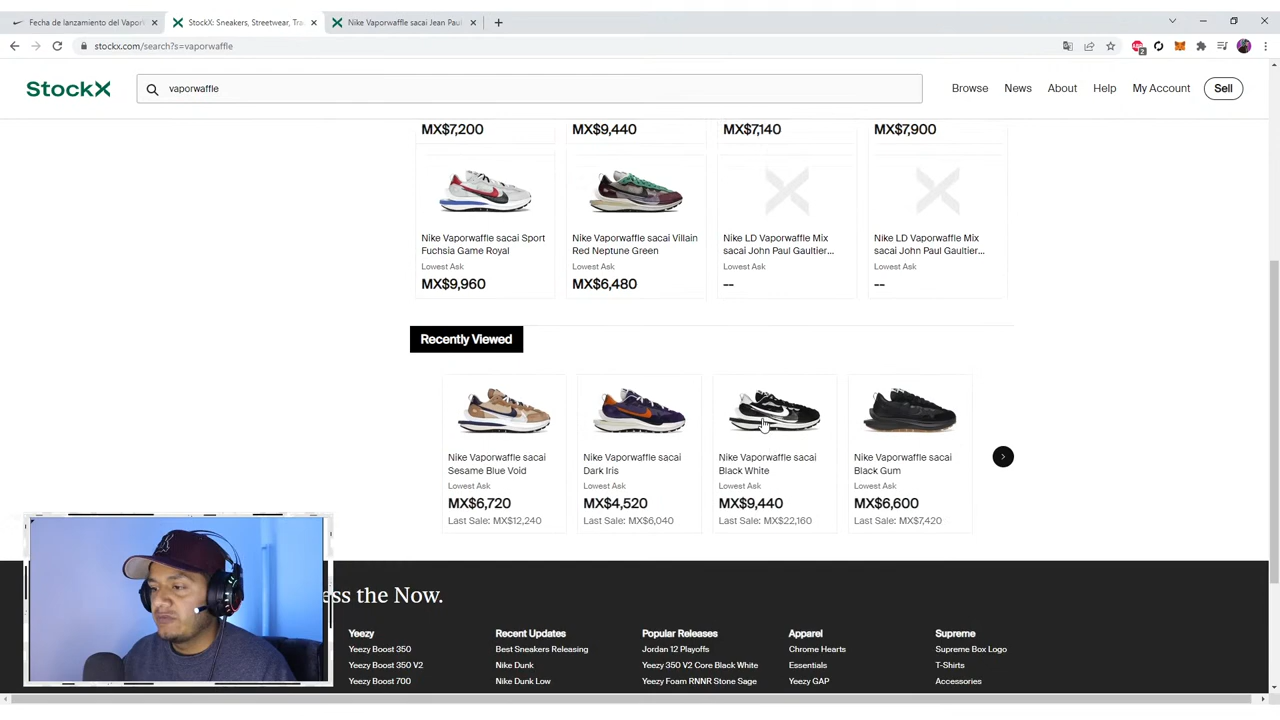 Fecha de lanzamiento del Vapor
StockX: Sneakers, Streetwear, Tra
Nike Vaporwaffle sacai Jean Paul
stockx.com/search?s=vaporwaffle
StockX
vaporwaffle
Browse
News
About
Help
My Account
Sell
MX$7,200
MX$9,440
MX$7,140
MX$7,900
Nike Vaporwaffle sacai Sport
Fuchsia Game Royal
Lowest Ask
MX$9,960
Nike Vaporwaffle sacai Villain
Red Neptune Green
Lowest Ask
MX$6,480
Nike LD Vaporwaffle Mix
sacai John Paul Gaultier...
Lowest Ask
--
Nike LD Vaporwaffle Mix
sacai John Paul Gaultier...
Lowest Ask
--
Recently Viewed
Nike Vaporwaffle sacai
Sesame Blue Void
Lowest Ask
MX$6,720
Last Sale: MX$12,240
Nike Vaporwaffle sacai
Dark Iris
Lowest Ask
MX$4,520
Last Sale: MX$6,040
Nike Vaporwaffle sacai
Black White
Lowest Ask
MX$9,440
Last Sale: MX$22,160
Nike Vaporwaffle sacai
Black Gum
Lowest Ask
MX$6,600
Last Sale: MX$7,420
ess the Now.
Yeezy
Yeezy Boost 350
Yeezy Boost 350 V2
Yeezy Boost 700
Recent Updates
Best Sneakers Releasing
Nike Dunk
Nike Dunk Low
Popular Releases
Jordan 12 Playoffs
Yeezy 350 V2 Core Black White
Yeezy Foam RNNR Stone Sage
Apparel
Chrome Hearts
Essentials
Yeezy GAP
Supreme
Supreme Box Logo
T-Shirts
Accessories